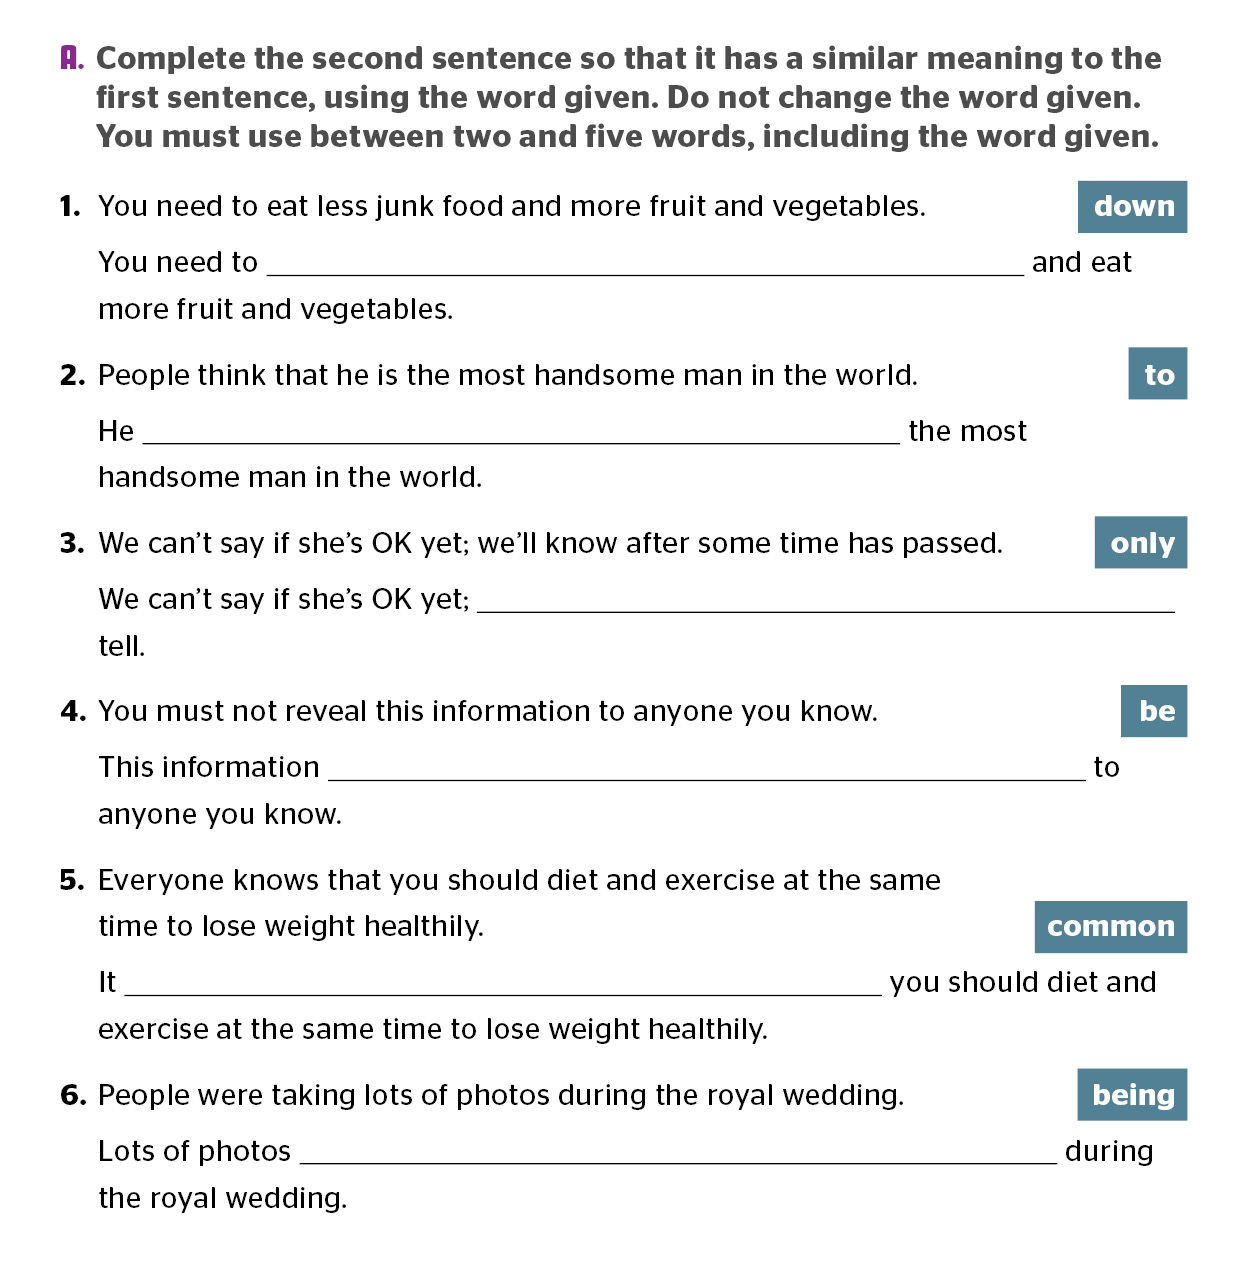 A. Complete the second sentence so that it has a similar meaning to the
first sentence, using the word given. Do not change the word given.
You must use between two and five words, including the word given.
1. You need to eat less junk food and more fruit and vegetables. down
You need to ______________________________ and eat
more fruit and vegetables.
2. People think that he is the most handsome man in the world. to
He ______________________________ the most
handsome man in the world.
3. We can’t say if she’s OK yet; we’ll know after some time has passed. only
We can’t say if she’s OK yet; ______________________________
tell.
4. You must not reveal this information to anyone you know. be
This information ______________________________ to
anyone you know.
5. Everyone knows that you should diet and exercise at the same
time to lose weight healthily. common
It ______________________________ you should diet and
exercise at the same time to lose weight healthily.
6. People were taking lots of photos during the royal wedding. being
Lots of photos ______________________________ during
the royal wedding.